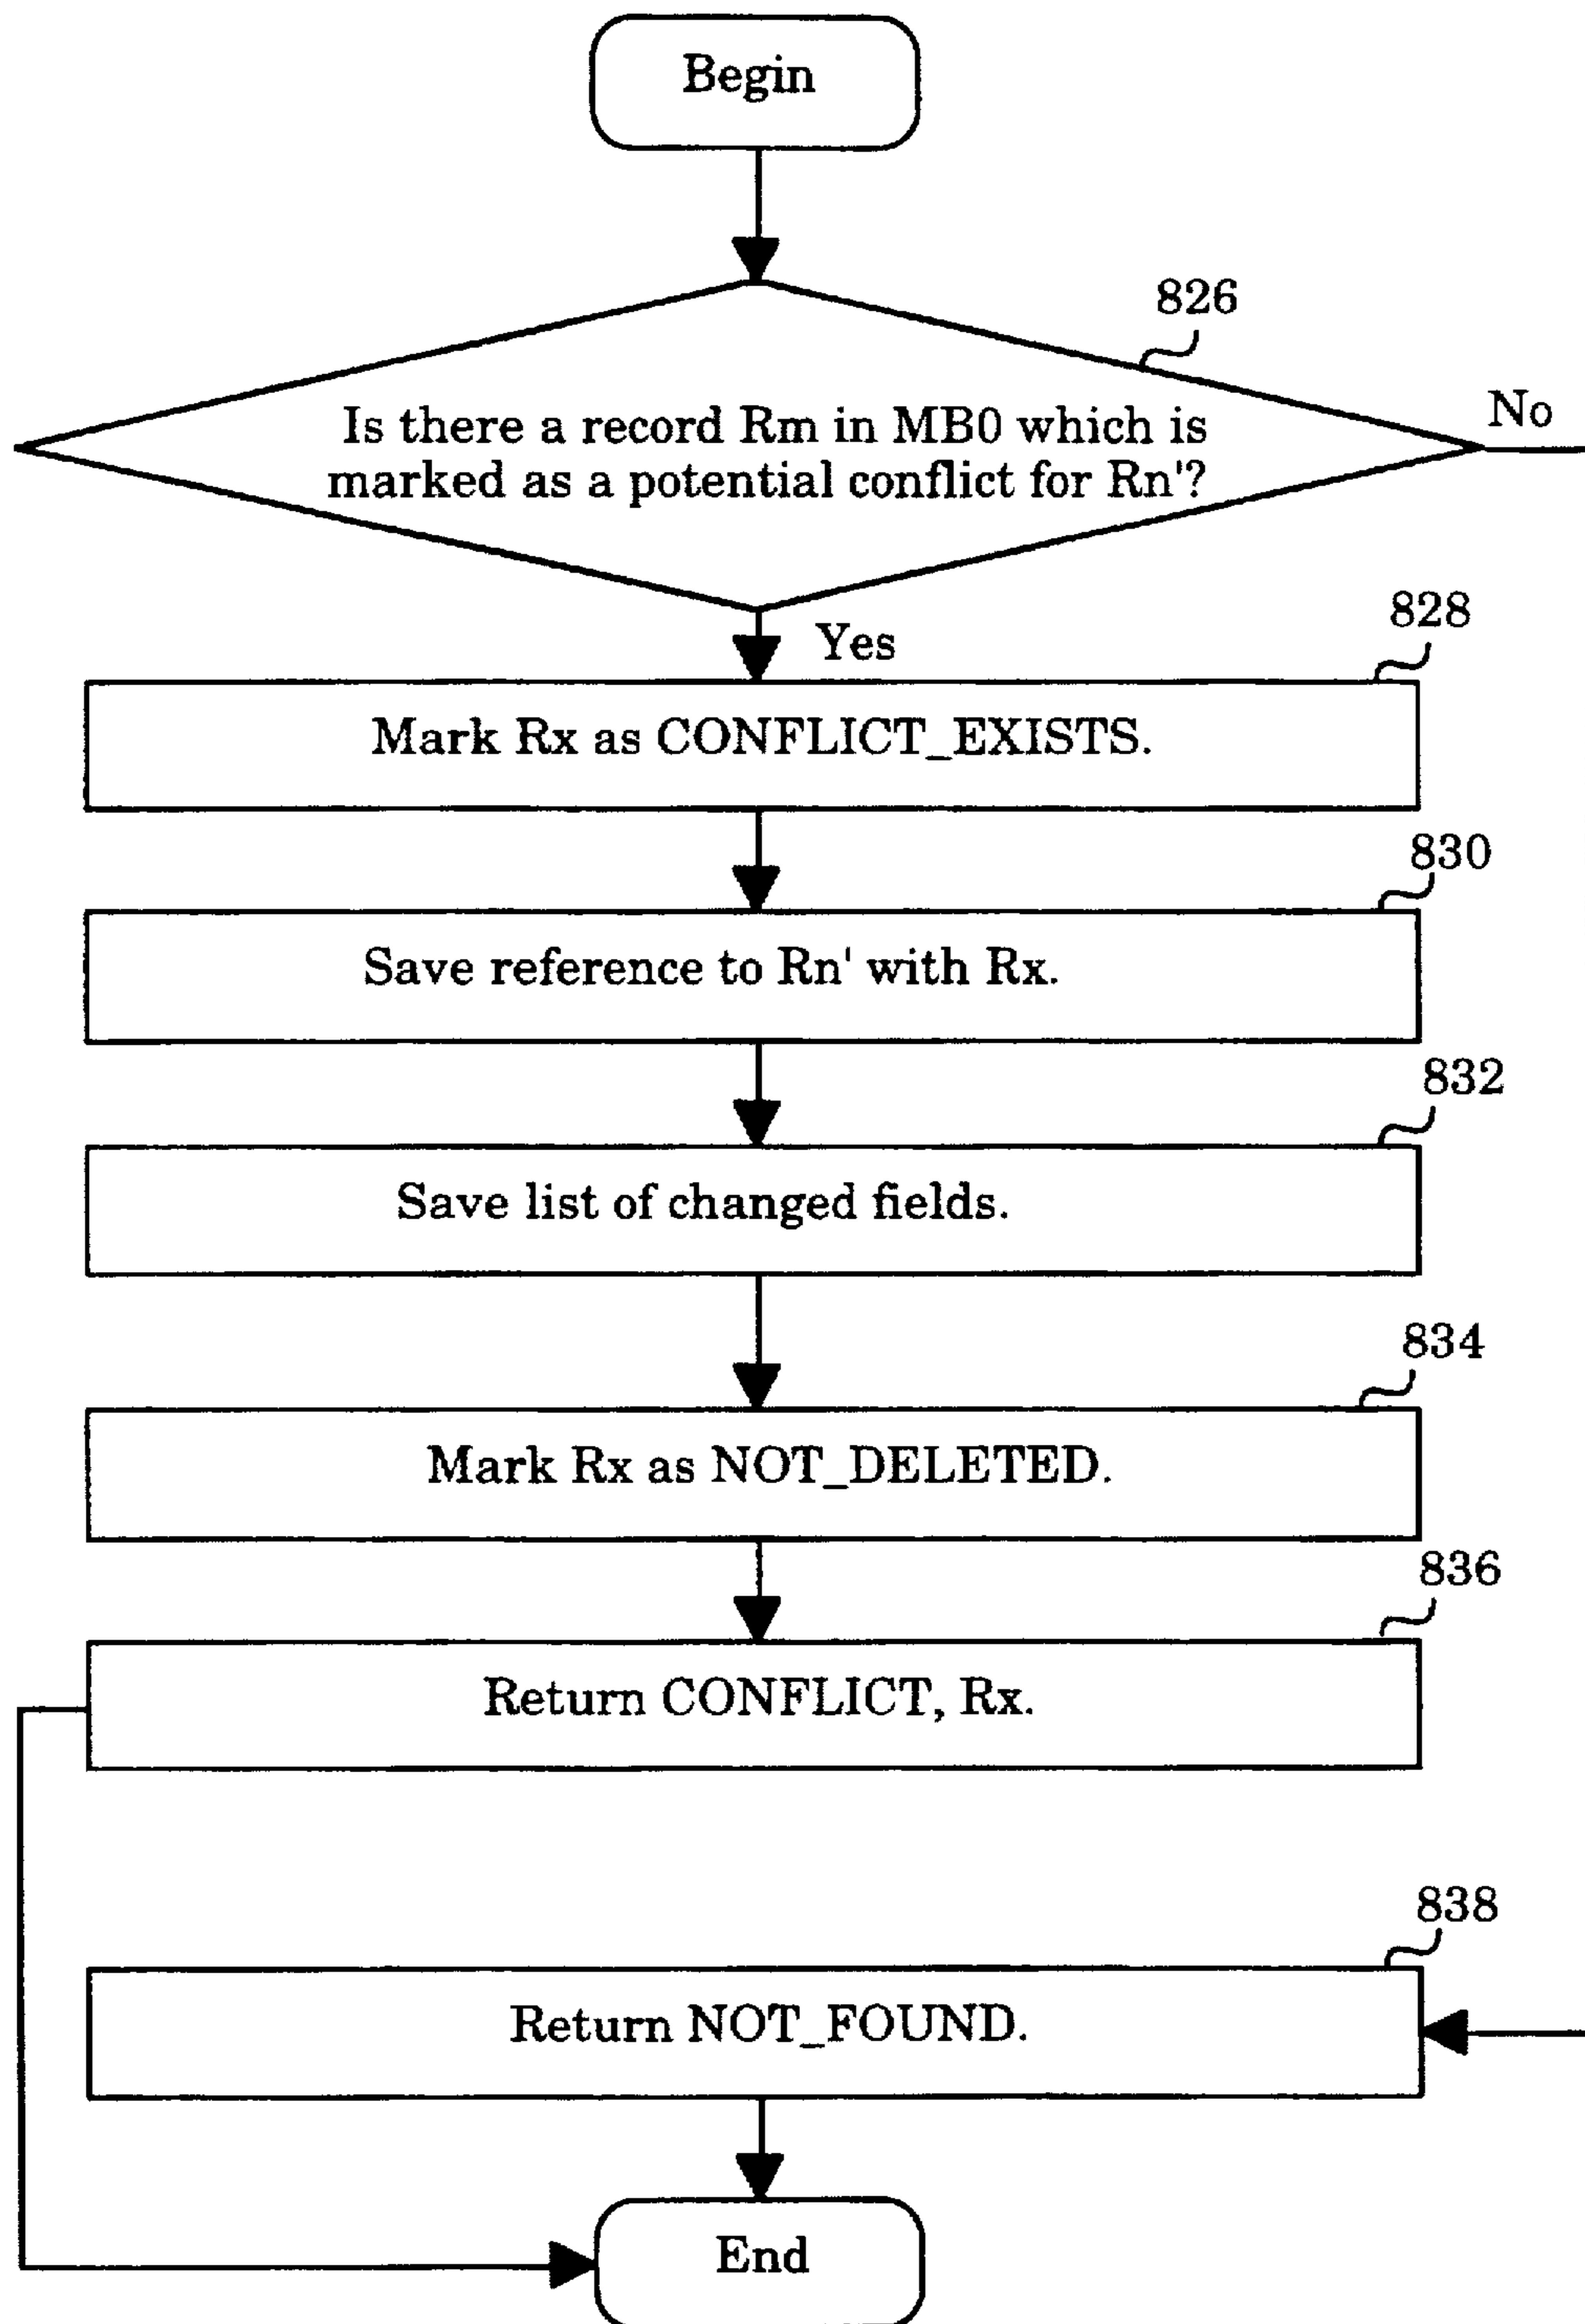 Begin
826
Is there a record Rm in MB0 which is
marked as a potential conflict for Rn'?
No
Yes
828
Mark Rx as CONFLICT_EXISTS.
830
Save reference to Rn' with Rx.
832
Save list of changed fields.
834
Mark Rx as NOT_DELETED.
836
Return CONFLICT, Rx.
838
Return NOT_FOUND.
End